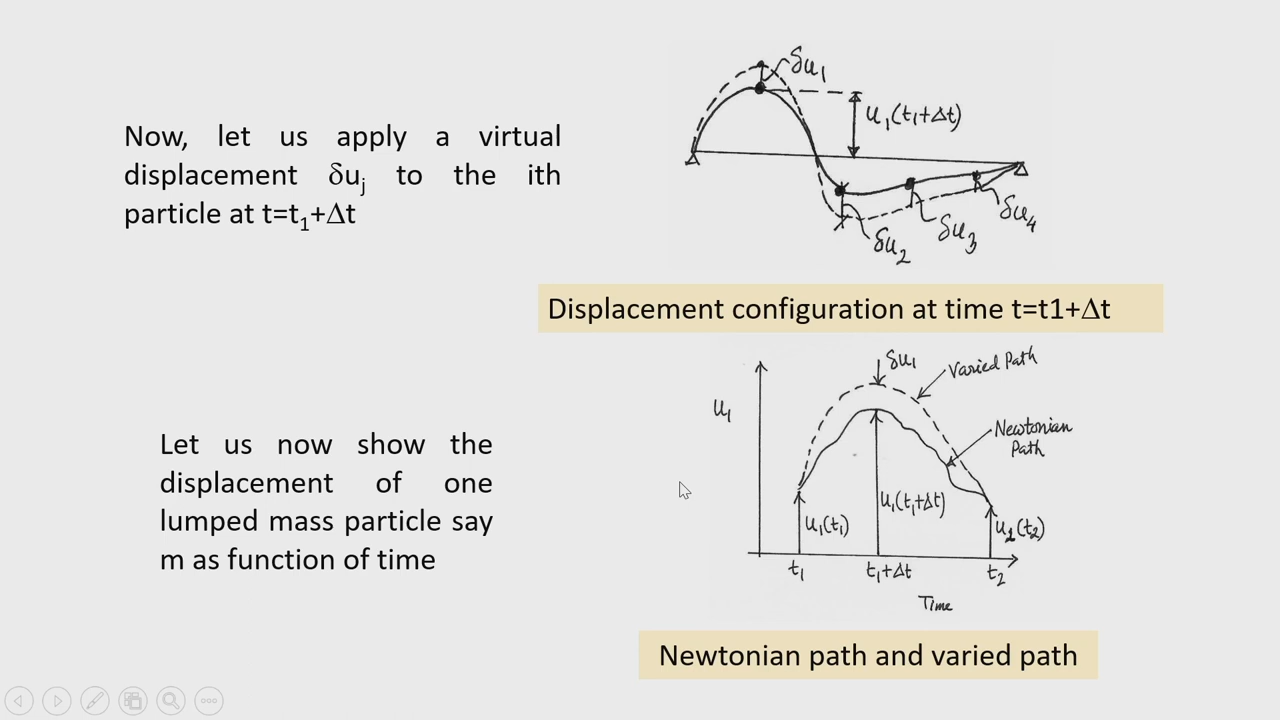 Now, let us apply a virtual
displacement δuj to the ith
particle at t=t1+Δt
δu1
u1(t1+Δt)
δu2
δu3
δu4
Displacement configuration at time t=t1+Δt
Let us now show the
displacement of one
lumped mass particle say
m as function of time
δu1
Varied Path
u1
Newtonian
Path
u1(t1)
u1(t1+Δt)
u2(t2)
t1
t1+Δt
t2
Time
Newtonian path and varied path